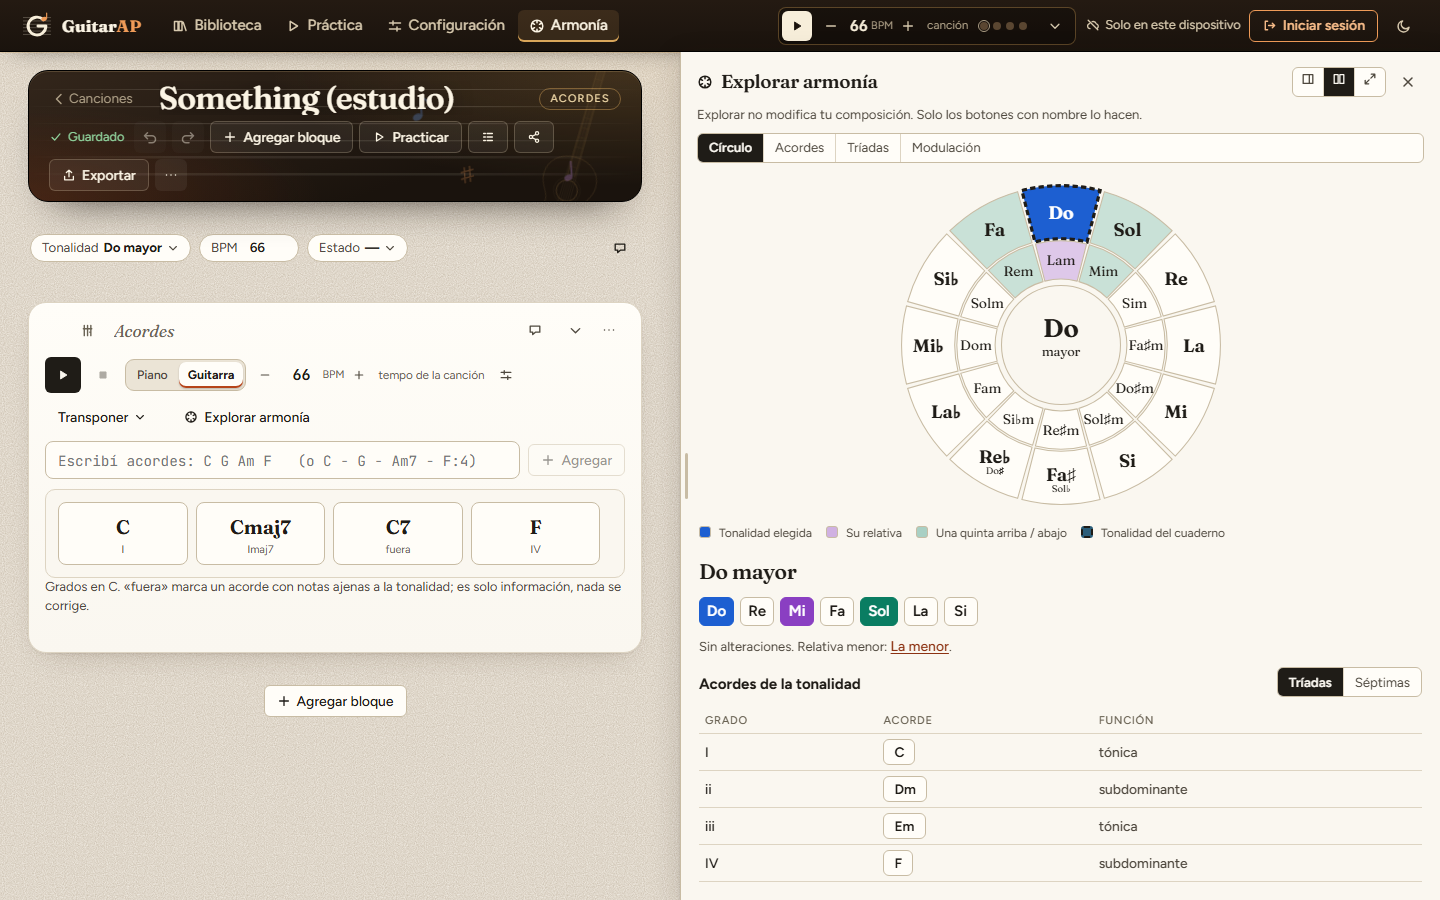 GuitarAP
Biblioteca
Práctica
Configuración
Armonía
66 BPM
canción
Solo en este dispositivo
Iniciar sesión
Canciones
Something (estudio)
ACORDES
Guardado
Agregar bloque
Practicar
Exportar
Tonalidad Do mayor
BPM 66
Estado —
Acordes
Piano
Guitarra
66 BPM
tempo de la canción
Transponer
Explorar armonía
Escribí acordes: C G Am F (o C - G - Am7 - F:4)
Agregar
C
I
Cmaj7
Imaj7
C7
fuera
F
IV
Grados en C. «fuera» marca un acorde con notas ajenas a la tonalidad; es solo información, nada se
corrige.
Agregar bloque
Explorar armonía
Explorar no modifica tu composición. Solo los botones con nombre lo hacen.
Círculo
Acordes
Tríadas
Modulación
Do
Sol
Re
La
Mi
Si
Fa♯
Sol♭
Re♭
Do♯
La♭
Mi♭
Si♭
Fa
Lam
Mim
Sim
Fa♯m
Do♯m
Sol♯m
Re♯m
Si♭m
Fam
Dom
Solm
Rem
Do
mayor
Tonalidad elegida
Su relativa
Una quinta arriba / abajo
Tonalidad del cuaderno
Do mayor
Do Re Mi Fa Sol La Si
Sin alteraciones. Relativa menor: La menor.
Acordes de la tonalidad
Tríadas
Séptimas
GRADO ACORDE FUNCIÓN
I C tónica
ii Dm subdominante
iii Em tónica
IV F subdominante